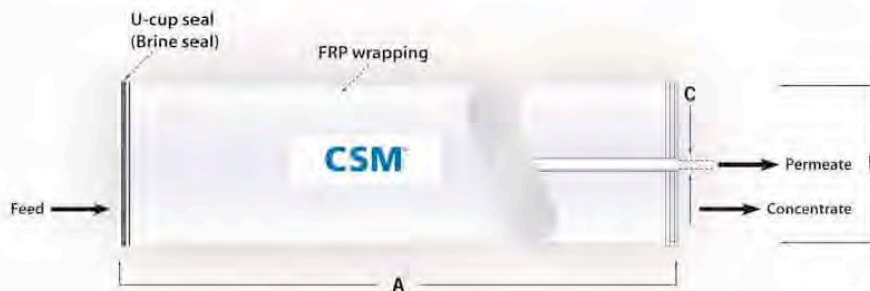 U-cup seal
(Brine seal)
FRP wrapping
C
CSM
Permeate
Feed
Concentrate
A